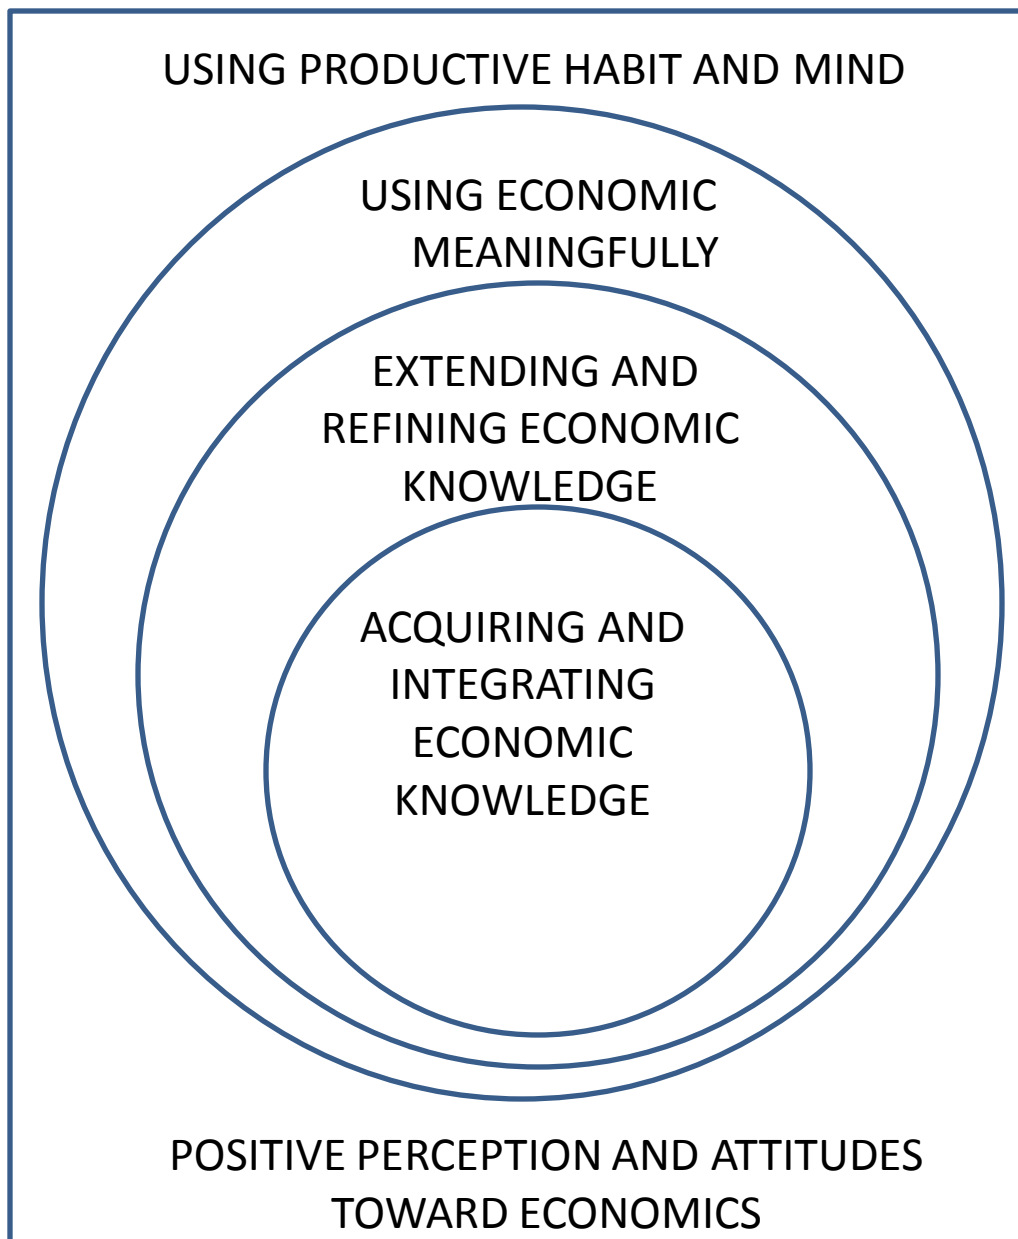 USING PRODUCTIVE HABIT AND MIND
USING ECONOMIC
MEANINGFULLY
EXTENDING AND
REFINING ECONOMIC
KNOWLEDGE
ACQUIRING AND
INTEGRATING
ECONOMIC
KNOWLEDGE
POSITIVE PERCEPTION AND ATTITUDES
TOWARD ECONOMICS